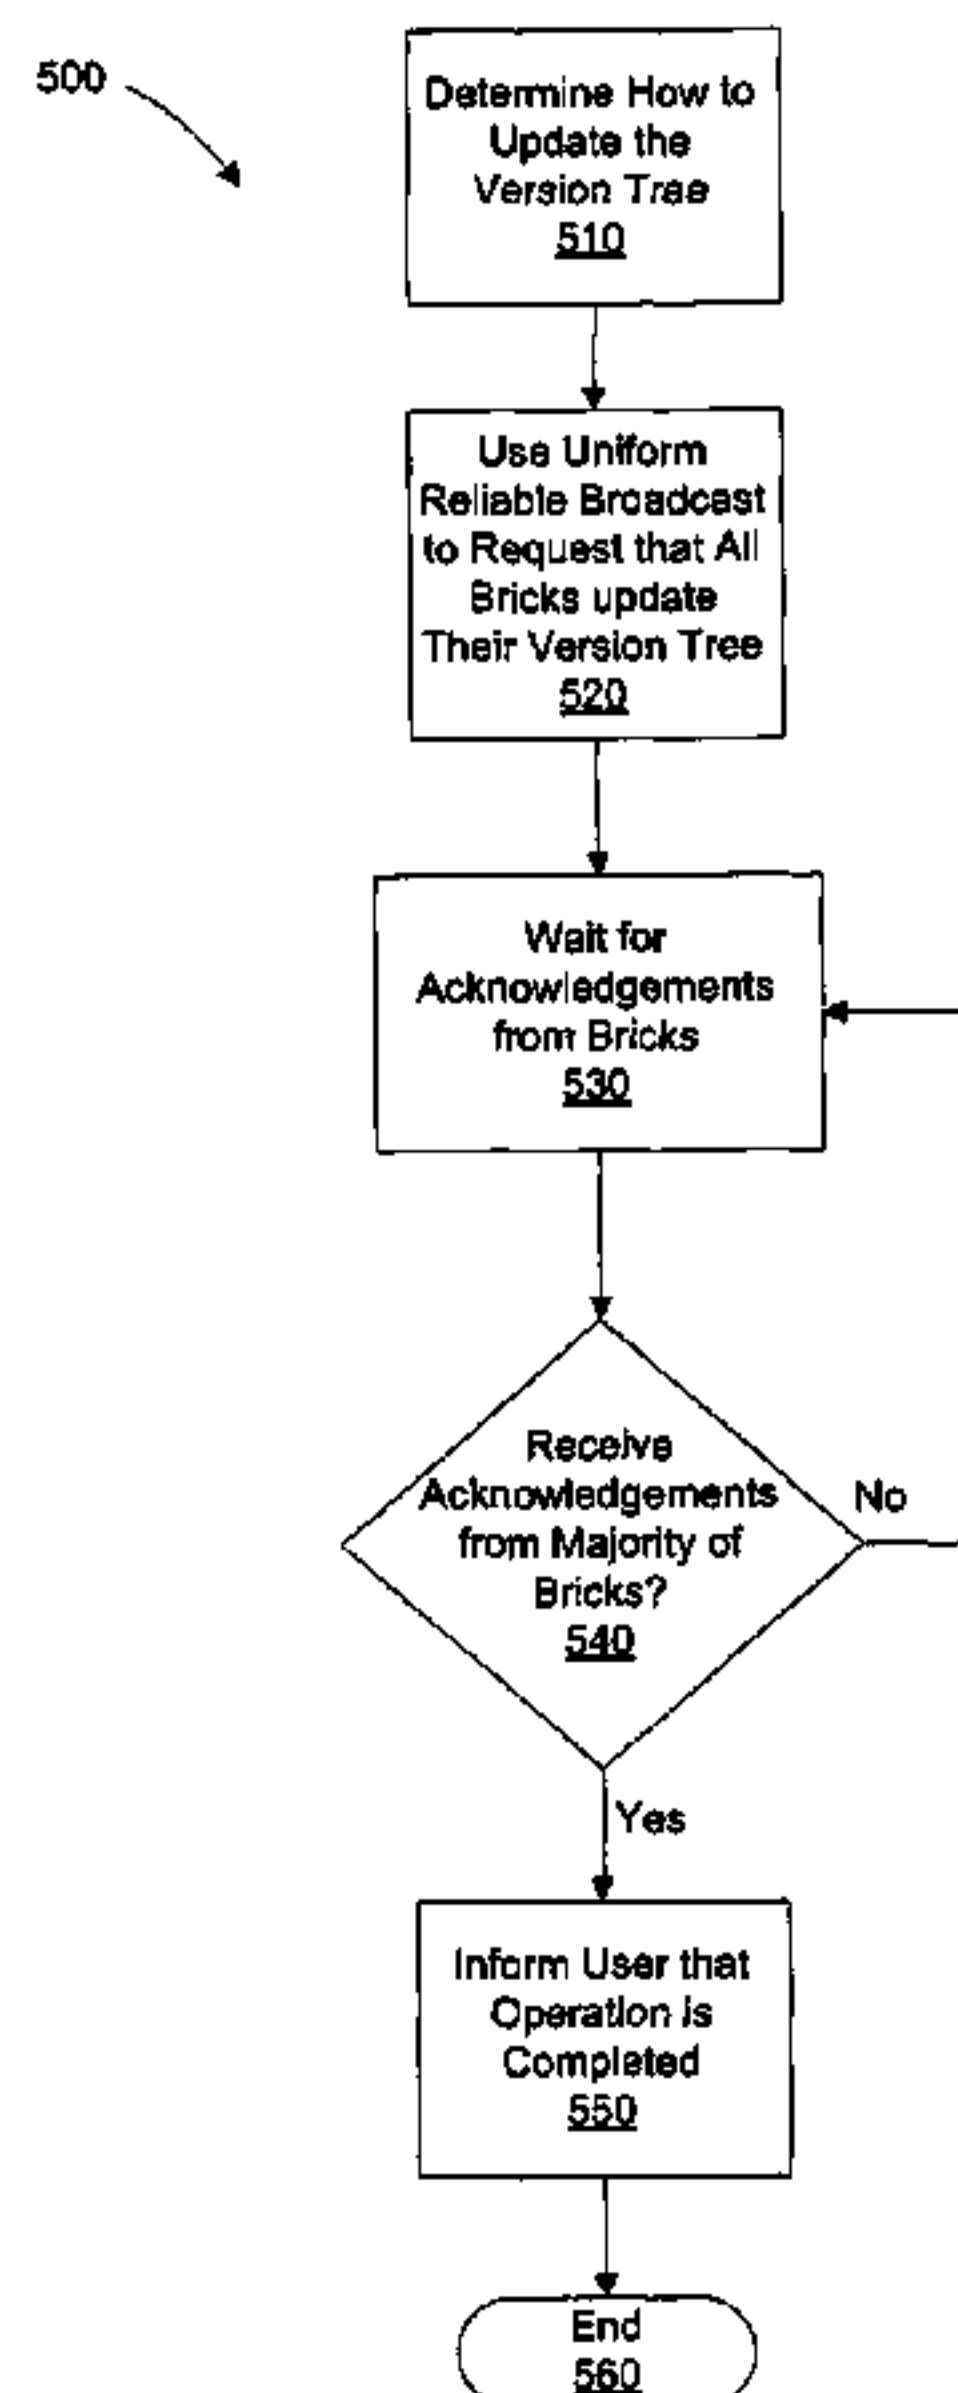 500
Determine How to
Update the
Version Tree
510
Use Uniform
Reliable Broadcast
to Request that All
Bricks update
Their Version Tree
520
Wait for
Acknowledgements
from Bricks
530
Receive
Acknowledgements
from Majority of
Bricks?
540
No
Yes
Inform User that
Operation is
Completed
550
End
560